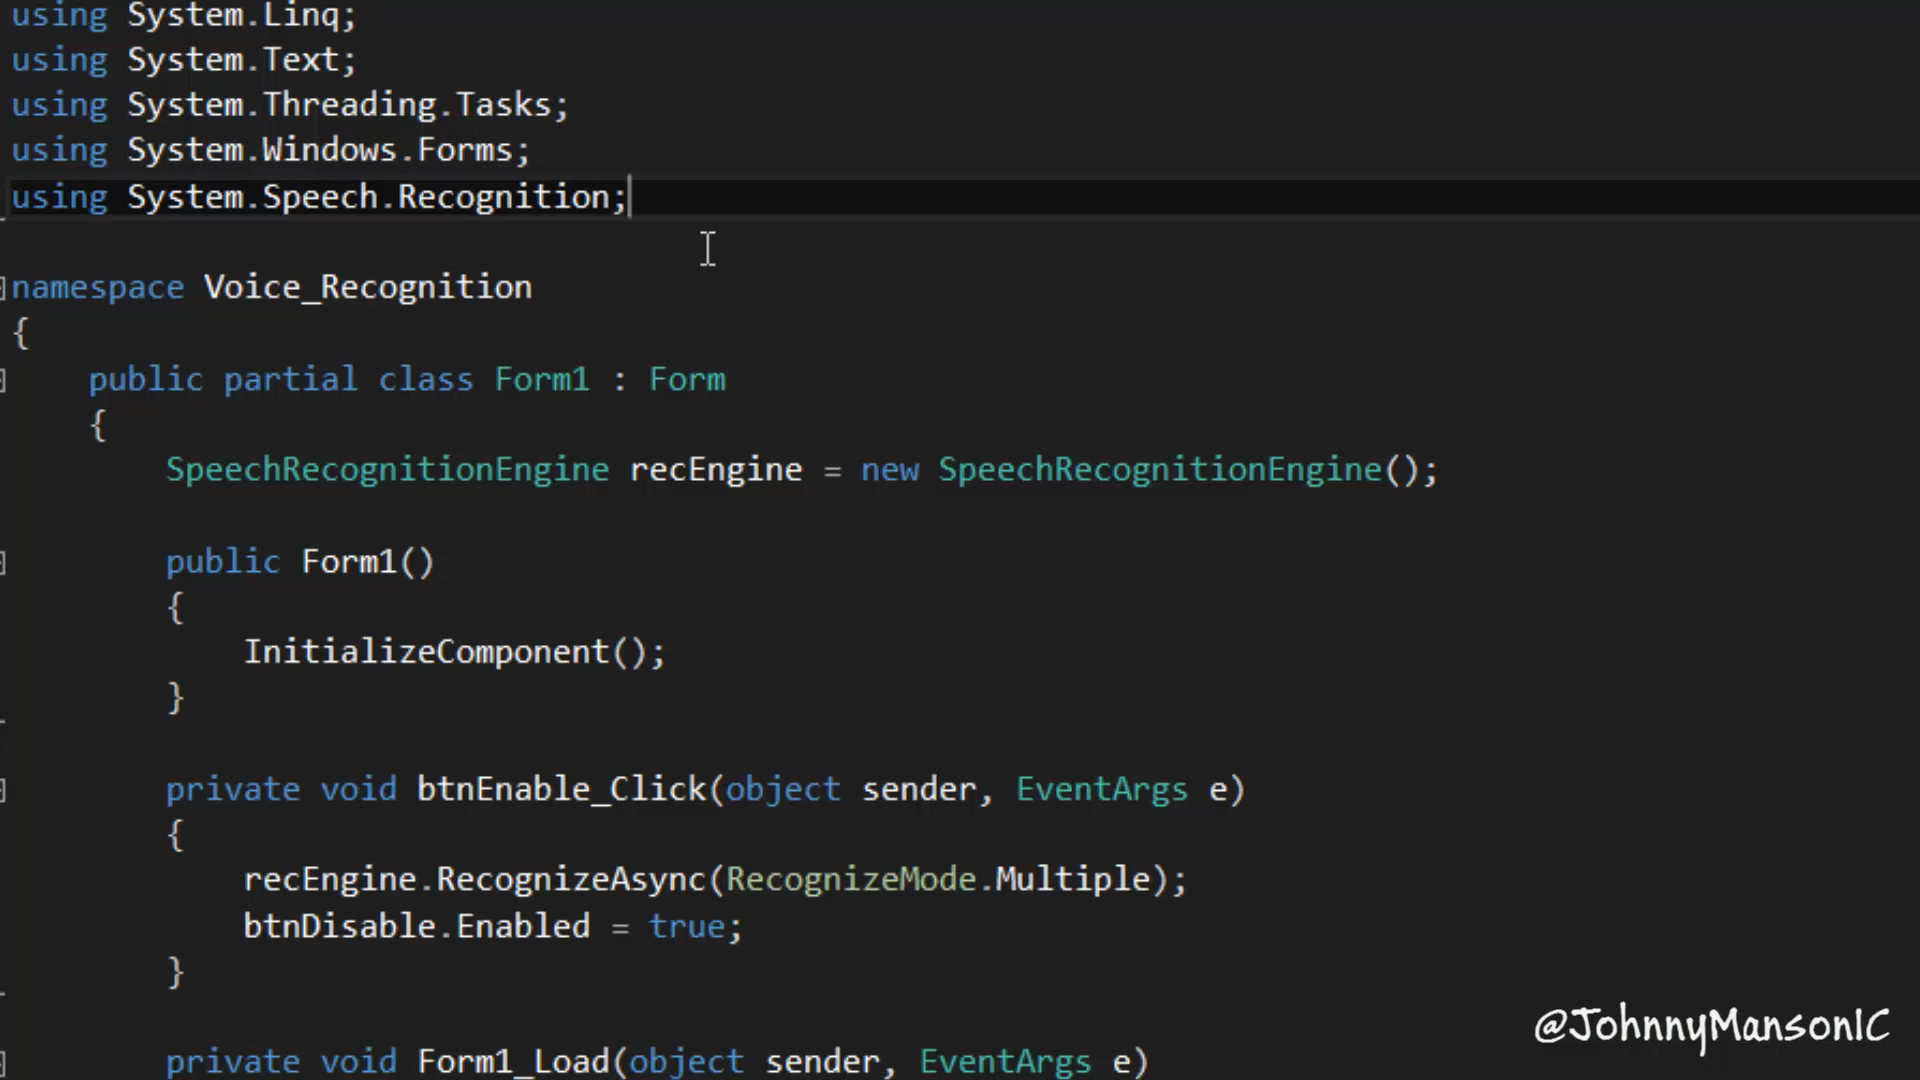 using System.Linq;
using System.Text;
using System.Threading.Tasks;
using System.Windows.Forms;
using System.Speech.Recognition;
namespace Voice_Recognition
{
public partial class Form1 : Form
{
SpeechRecognitionEngine recEngine = new SpeechRecognitionEngine();
public Form1()
{
InitializeComponent();
}
private void btnEnable_Click(object sender, EventArgs e)
{
recEngine.RecognizeAsync(RecognizeMode.Multiple);
btnDisable.Enabled = true;
}
private void Form1_Load(object sender, EventArgs e)
@JohnnyMansonIC